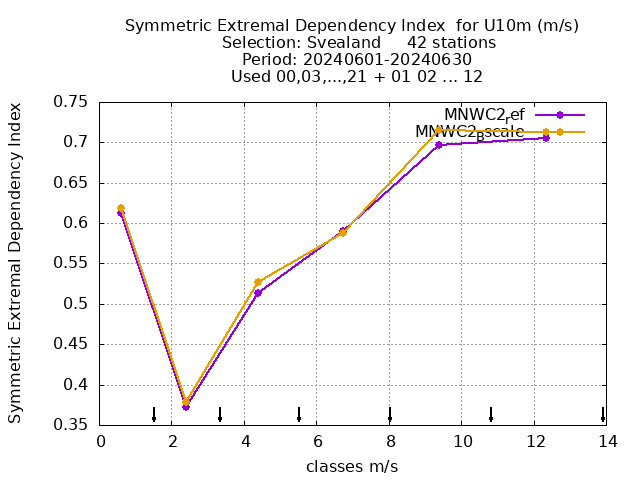 Symmetric Extremal Dependency Index  for U10m (m/s)
Selection: Svealand     42 stations
Period: 20240601-20240630
Used 00,03,...,21 + 01 02 ... 12
Symmetric Extremal Dependency Index
0.75
0.7
0.65
0.6
0.55
0.5
0.45
0.4
0.35
MNWC2_ref
MNWC2_Bscale
0 2 4 6 8 10 12 14
classes m/s